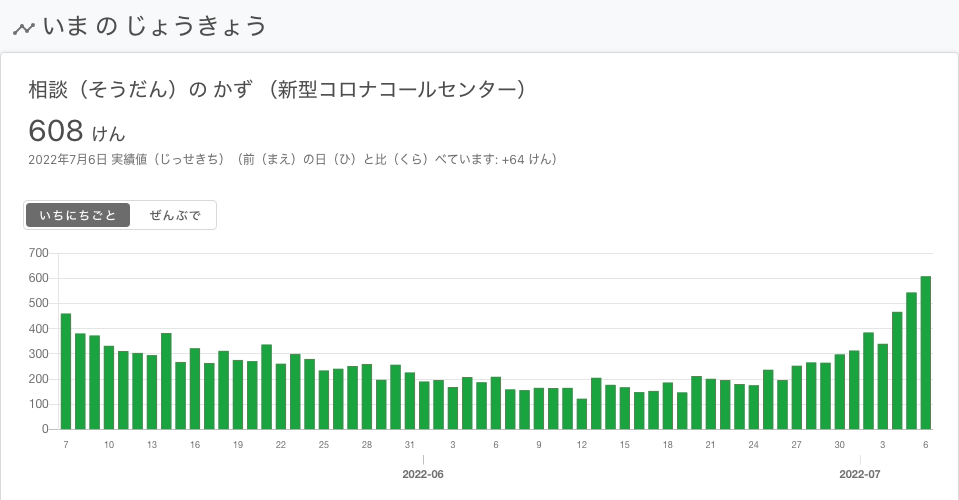 いま の じょうきょう
相談（そうだん）の かず （新型コロナコールセンター）
608 けん
2022年7月6日 実績値（じっせきち）（前（まえ）の日（ひ）と比（くら）べています: +64 けん）
いちにちごと ぜんぶで
700
600
500
400
300
200
100
0
7 10 13 16 19 22 25 28 31 3 6 9 12 15 18 21 24 27 30 3 6
2022-06 2022-07